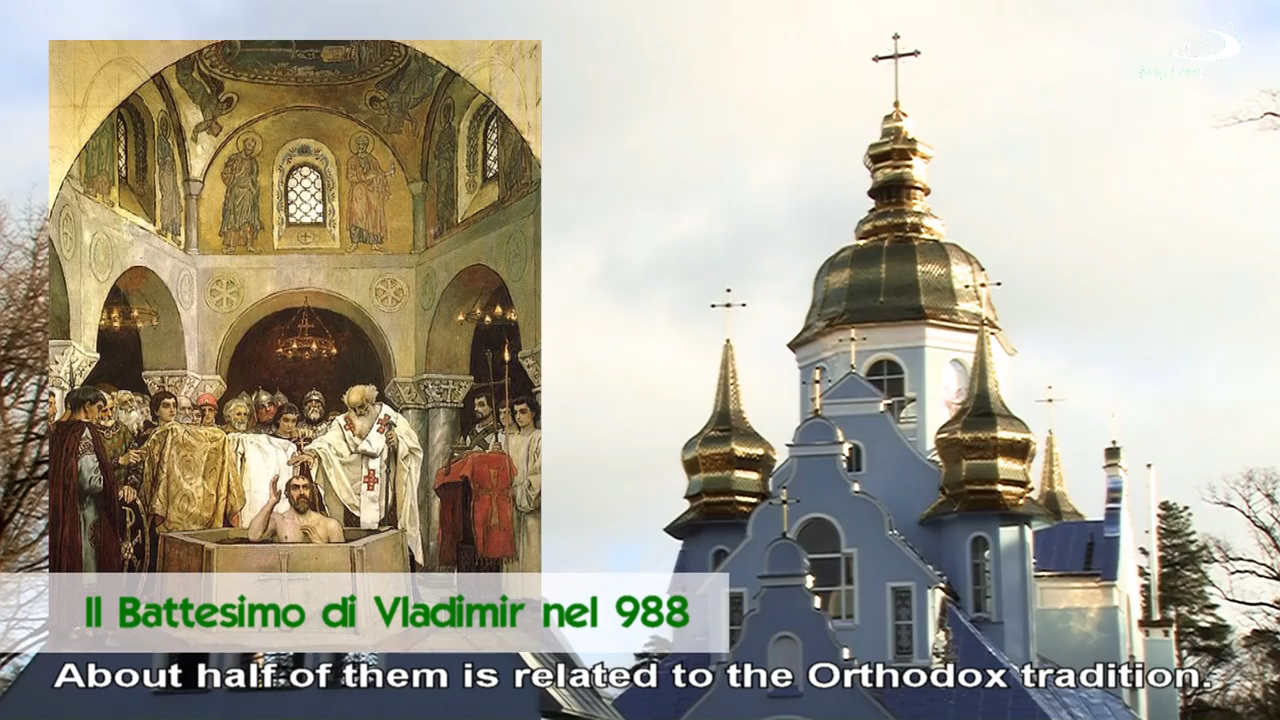 Il Battesimo di Vladimir nel 988
About half of them is related to the Orthodox tradition.